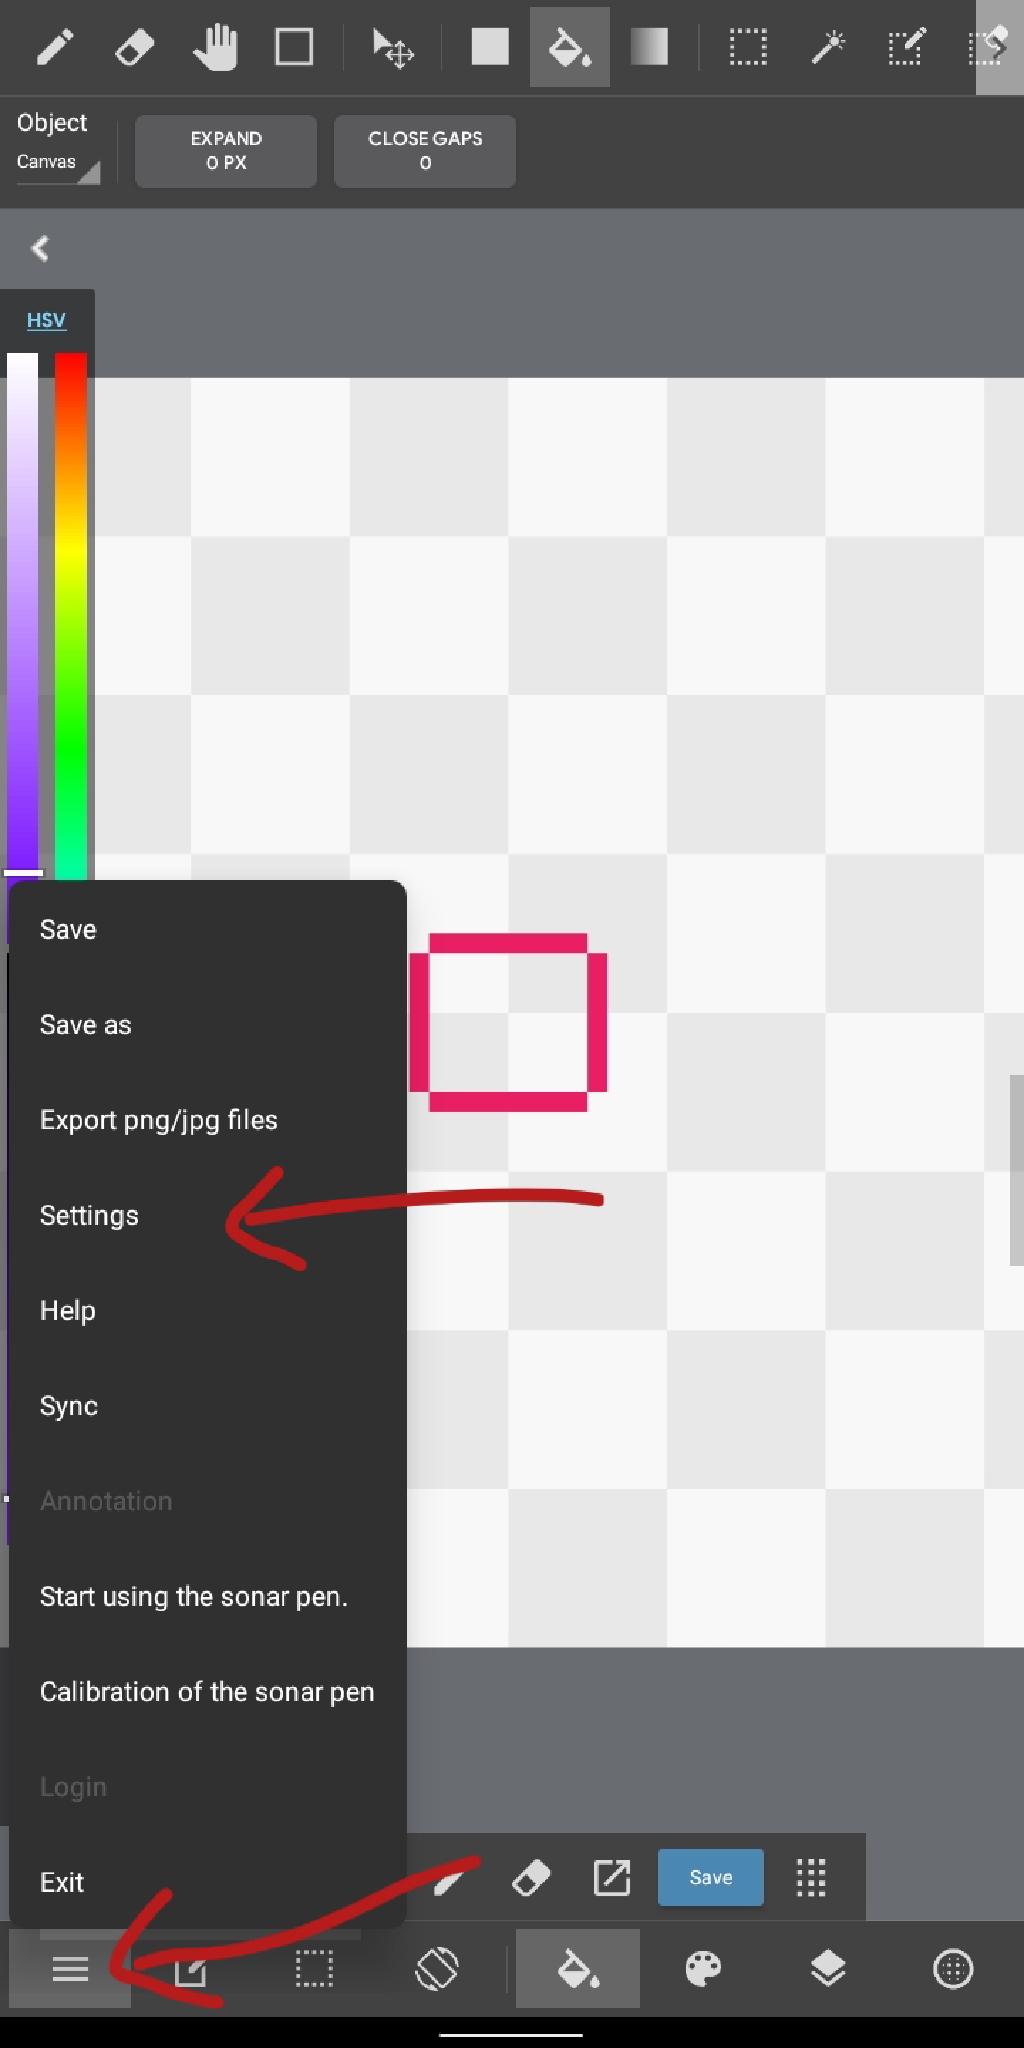 Object
Canvas
EXPAND
0 PX
CLOSE GAPS
0
HSV
Save
Save as
Export png/jpg files
Settings
Help
Sync
Annotation
Start using the sonar pen.
Calibration of the sonar pen
Login
Exit
Save